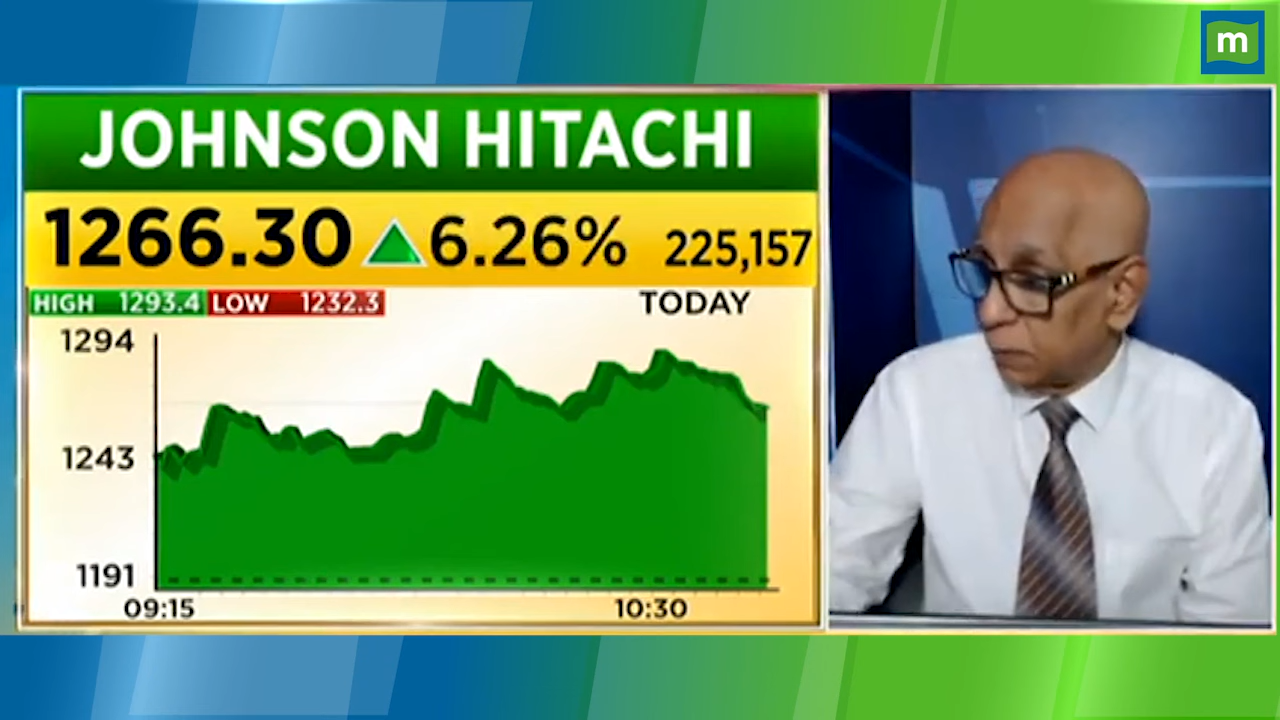 m
JOHNSON HITACHI
1266.30 ▲ 6.26% 225,157
HIGH 1293.4 LOW 1232.3 TODAY
1294
1243
1191
09:15 10:30